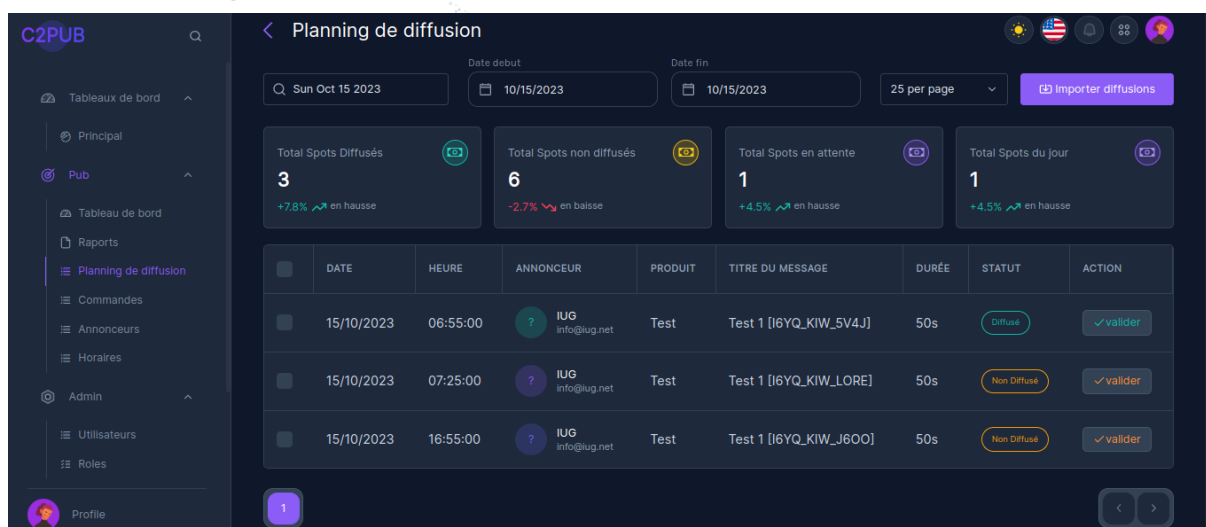 C2PUB
Planning de diffusion
Date debut
Date fin
Sun Oct 15 2023
10/15/2023
10/15/2023
25 per page
Importer diffusions
Tableaux de bord
Principal
Pub
Tableau de bord
Raports
Planning de diffusion
Commandes
Annonceurs
Horaires
Admin
Utilisateurs
Roles
Profile
Total Spots Diffusés
3
+7.8% en hausse
Total Spots non diffusés
6
-2.7% en baisse
Total Spots en attente
1
+4.5% en hausse
Total Spots du jour
1
+4.5% en hausse
DATE HEURE ANNONCEUR PRODUIT TITRE DU MESSAGE DURÉE STATUT ACTION
15/10/2023 06:55:00 ? IUG Test Test 1 [I6YQ_KIW_5V4J] 50s Diffusé valider
info@iug.net
15/10/2023 07:25:00 ? IUG Test Test 1 [I6YQ_KIW_LORE] 50s Non Diffusé valider
info@iug.net
15/10/2023 16:55:00 ? IUG Test Test 1 [I6YQ_KIW_J6OO] 50s Non Diffusé valider
info@iug.net
1